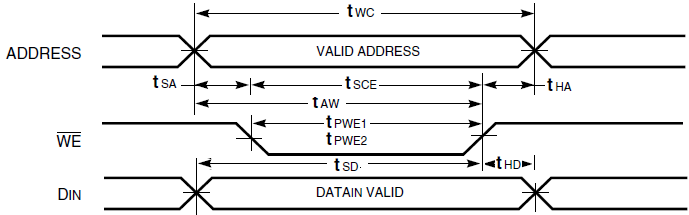 tWC
ADDRESS VALID ADDRESS
tSA tSCE tHA
tAW
WE tPWE1
tPWE2
tSD tHD
DIN DATAIN VALID